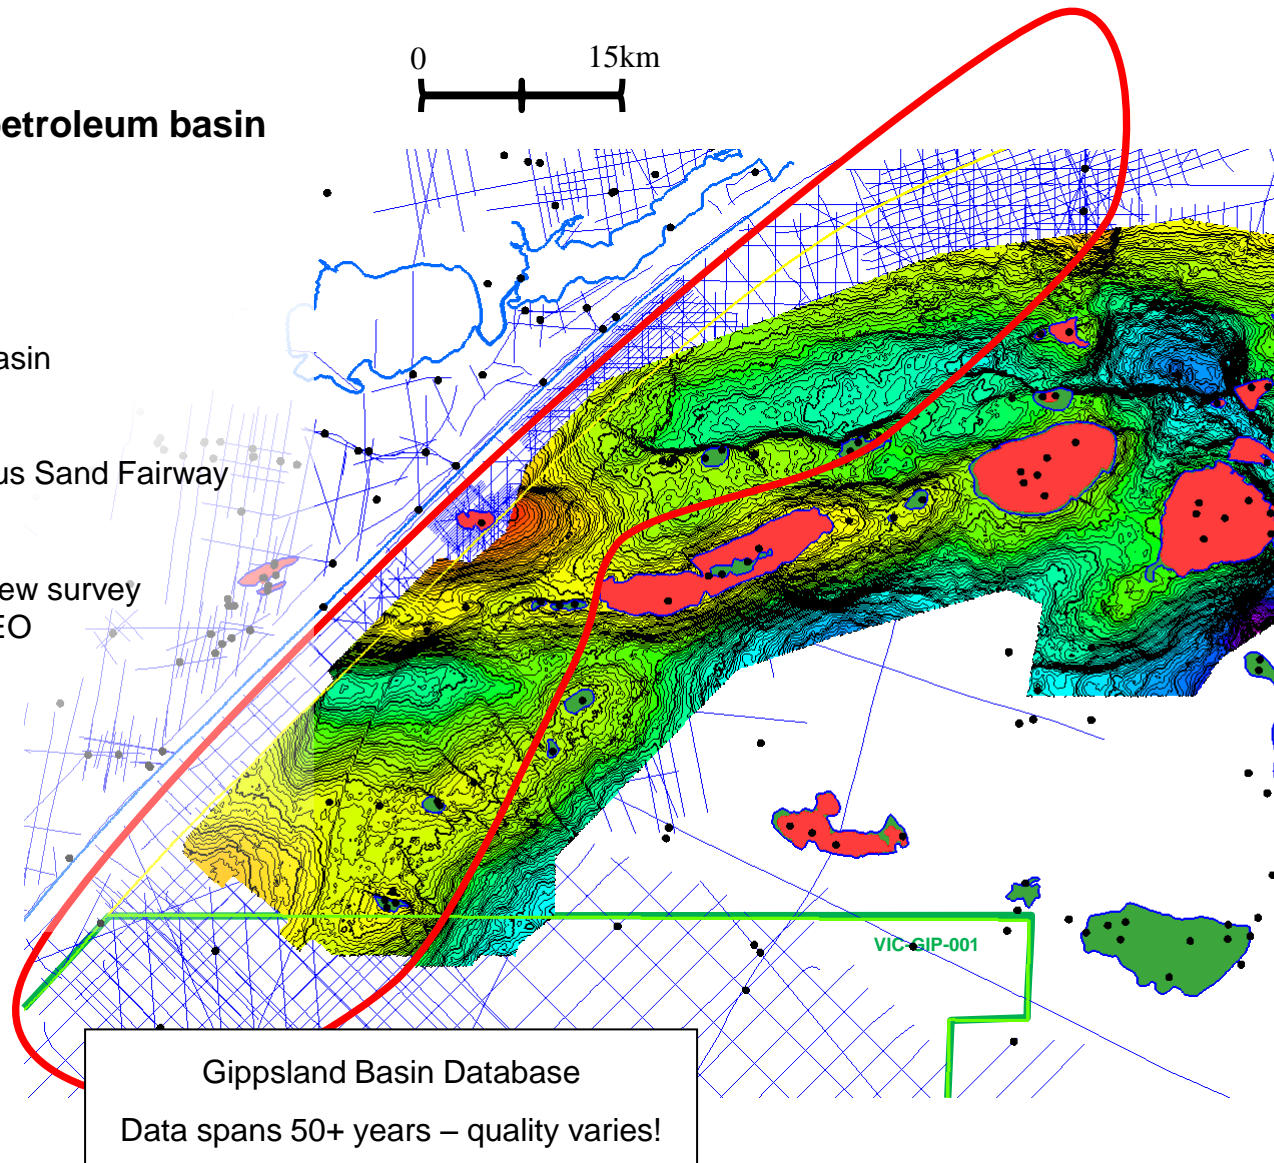 0 15km
petroleum basin
asin
us Sand Fairway
ew survey
EO
VIC-GIP-001
Gippsland Basin Database
Data spans 50+ years – quality varies!